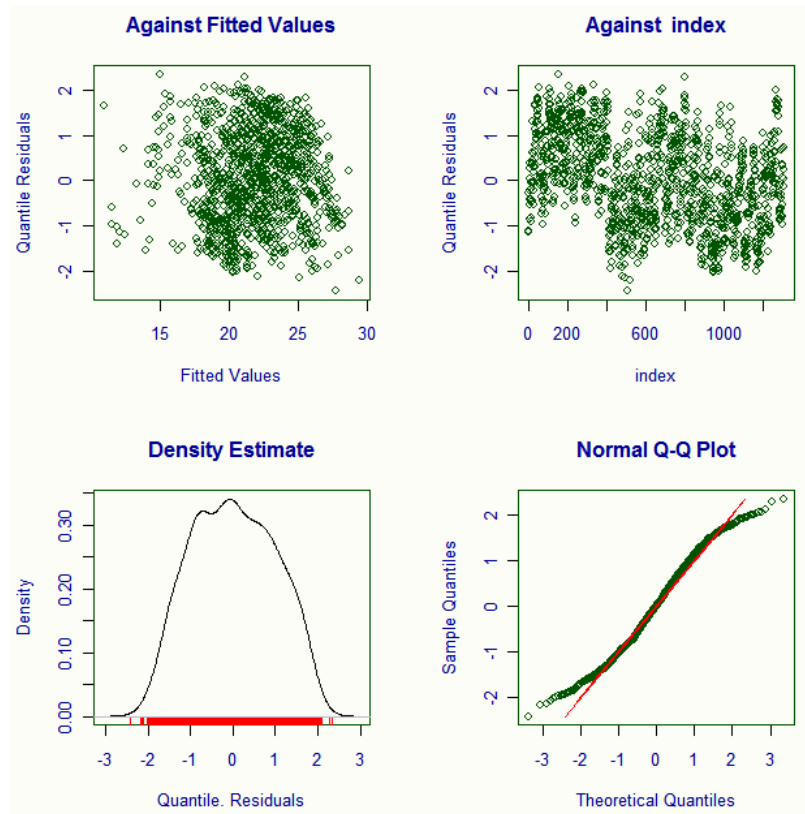 Against Fitted Values
Quantile Residuals
2
1
0
-1
-2
15 20 25 30
Fitted Values
Against index
Quantile Residuals
2
1
0
-1
-2
0 200 600 1000
index
Density Estimate
Density
0.30
0.20
0.10
0.00
-3 -2 -1 0 1 2 3
Quantile. Residuals
Normal Q-Q Plot
Sample Quantiles
2
1
0
-1
-2
-3 -2 -1 0 1 2 3
Theoretical Quantiles